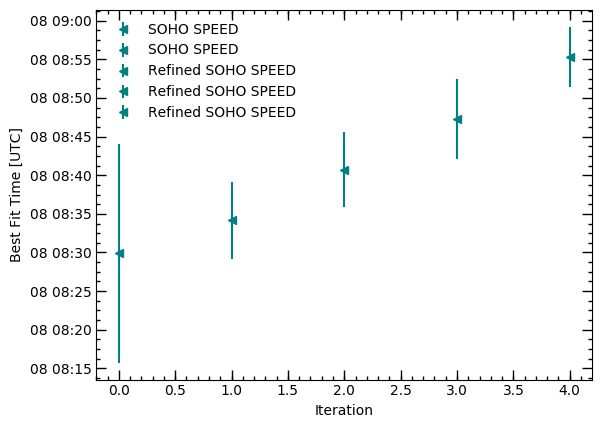 08 09:00
08 08:55
08 08:50
08 08:45
08 08:40
08 08:35
08 08:30
08 08:25
08 08:20
08 08:15
Best Fit Time [UTC]
SOHO SPEED
SOHO SPEED
Refined SOHO SPEED
Refined SOHO SPEED
Refined SOHO SPEED
0.0 0.5 1.0 1.5 2.0 2.5 3.0 3.5 4.0
Iteration